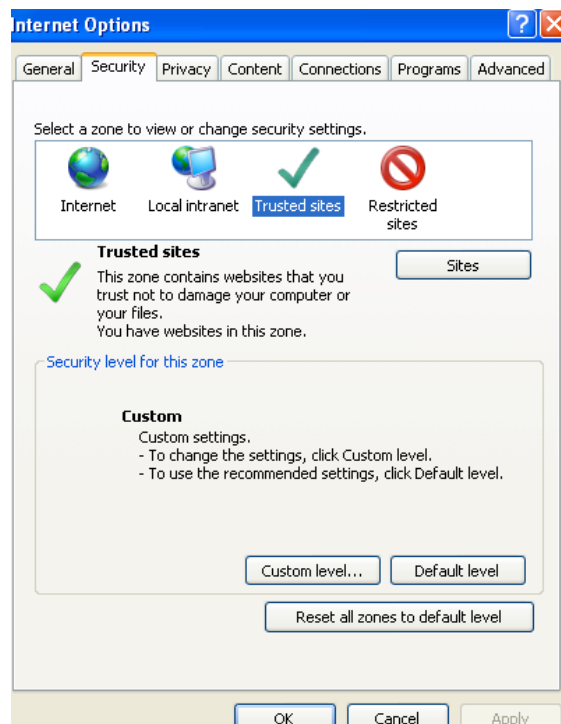 Internet Options
General Security Privacy Content Connections Programs Advanced
Select a zone to view or change security settings.
Internet Local intranet Trusted sites Restricted
sites
Trusted sites
Sites
This zone contains websites that you
trust not to damage your computer or
your files.
You have websites in this zone.
Security level for this zone
Custom
Custom settings.
- To change the settings, click Custom level.
- To use the recommended settings, click Default level.
Custom level... Default level
Reset all zones to default level
OK Cancel Apply